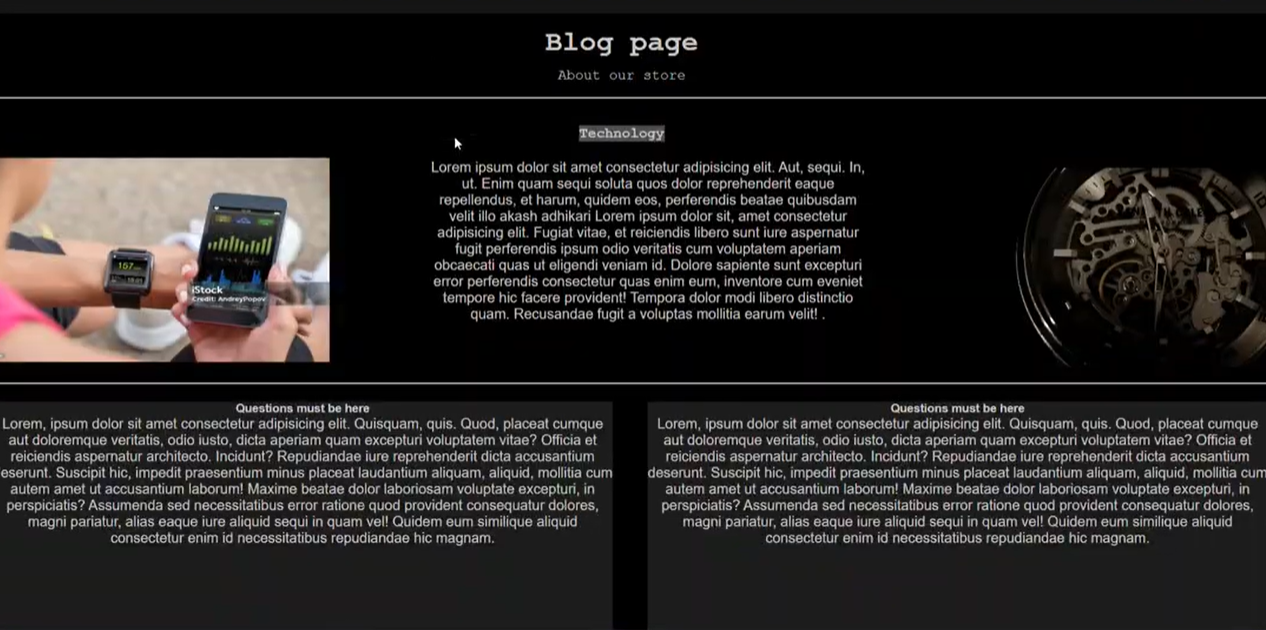 Blog page
About our store
Technology
Lorem ipsum dolor sit amet consectetur adipisicing elit. Aut, sequi. In,
ut. Enim quam sequi soluta quos dolor reprehenderit eaque
repellendus, et harum, quidem eos, perferendis beatae quibusdam
velit illo akash adhikari Lorem ipsum dolor sit, amet consectetur
adipisicing elit. Fugiat vitae, et reiciendis libero sunt iure aspernatur
fugit perferendis ipsum odio veritatis cum voluptatem aperiam
obcaecati quas ut eligendi veniam id. Dolore sapiente sunt excepturi
error perferendis consectetur quas enim eum, inventore cum eveniet
tempore hic facere provident! Tempora dolor modi libero distinctio
quam. Recusandae fugit a voluptas mollitia earum velit! .
157
iStock
Credit: AndreyPopov
Questions must be here
Lorem, ipsum dolor sit amet consectetur adipisicing elit. Quisquam, quis. Quod, placeat cumque
aut doloremque veritatis, odio iusto, dicta aperiam quam excepturi voluptatem vitae? Officia et
reiciendis architecto. Incidunt? Repudiandae iure reprehenderit dicta accusantium
eserunt. Suscipit hic, impedit praesentium minus placeat laudantium aliquam, aliquid, mollitia cum
autem amet ut accusantium laborum! Maxime beatae dolor laboriosam voluptate excepturi, in
perspiciatis? Assumenda sed necessitatibus error ratione quod provident consequatur dolores,
magni pariatur, alias eaque iure aliquid sequi in quam vel! Quidem eum similique aliquid
consectetur enim id necessitatibus repudiandae hic magnam.
Questions must be here
Lorem, ipsum dolor sit amet consectetur adipisicing elit. Quisquam, quis. Quod, placeat cumque
aut doloremque veritatis, odio iusto, dicta aperiam quam excepturi voluptatem vitae? Officia et
reiciendis architecto. Incidunt? Repudiandae iure reprehenderit dicta accusantium
deserunt. Suscipit hic, impedit praesentium minus placeat laudantium aliquam, aliquid, mollitia cum
autem amet ut accusantium laborum! Maxime beatae dolor laboriosam voluptate excepturi, in
perspiciatis? Assumenda sed necessitatibus error ratione quod provident consequatur dolores,
magni pariatur, alias eaque iure aliquid sequi in quam vel! Quidem eum similique aliquid
consectetur enim id necessitatibus repudiandae hic magnam.